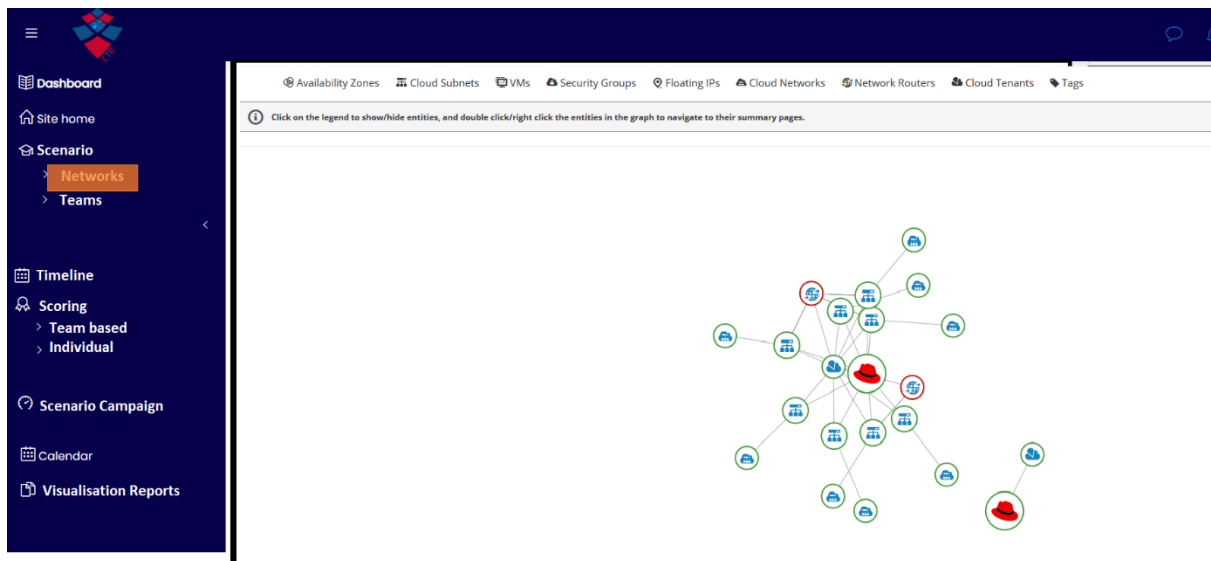 Dashboard
Site home
Scenario
> Networks
> Teams
<
Timeline
Scoring
> Team based
> Individual
Scenario Campaign
Calendar
Visualisation Reports
Availability Zones Cloud Subnets VMs Security Groups Floating IPs Cloud Networks Network Routers Cloud Tenants Tags
Click on the legend to show/hide entities, and double click/right click the entities in the graph to navigate to their summary pages.